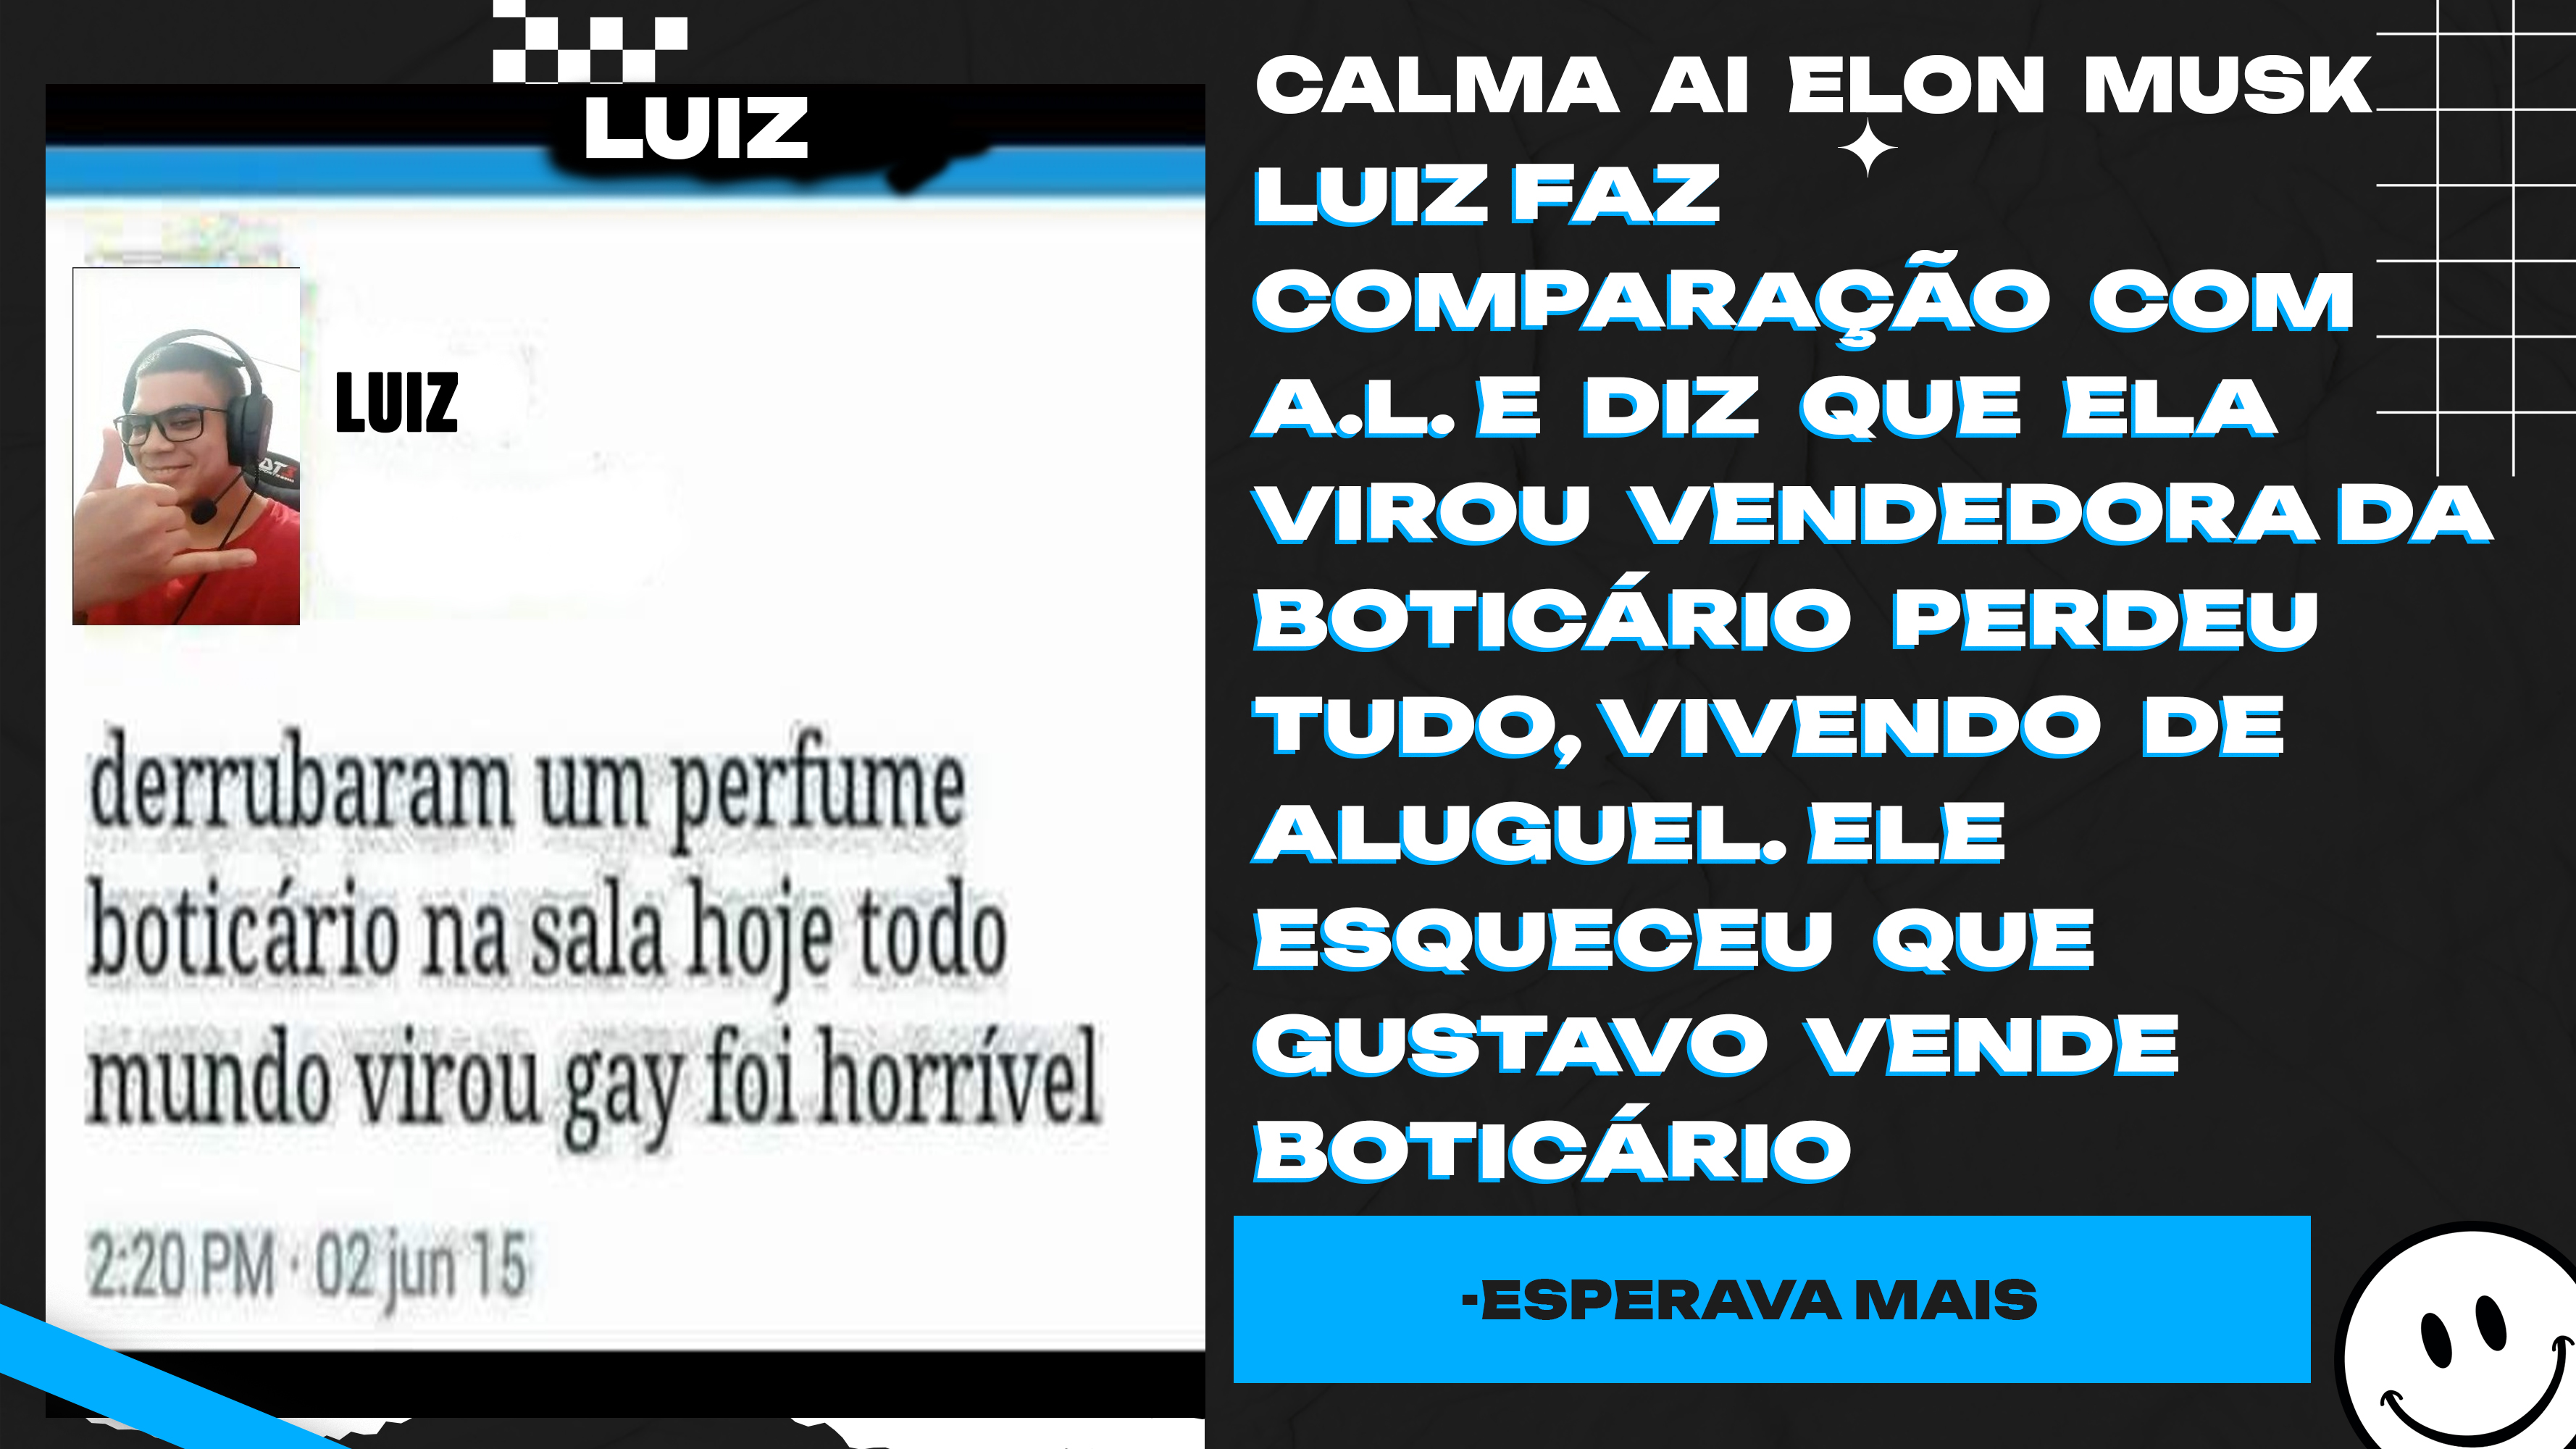 LUIZ
LUIZ
DT3
derrubaram um perfume
boticário na sala hoje todo
mundo virou gay foi horrível
2:20 PM · 02 jun 15
CALMA AI ELON MUSK
LUIZ FAZ
COMPARAÇÃO COM
A.L. E DIZ QUE ELA
VIROU VENDEDORA DA
BOTICÁRIO PERDEU
TUDO, VIVENDO DE
ALUGUEL. ELE
ESQUECEU QUE
GUSTAVO VENDE
BOTICÁRIO
-ESPERAVA MAIS